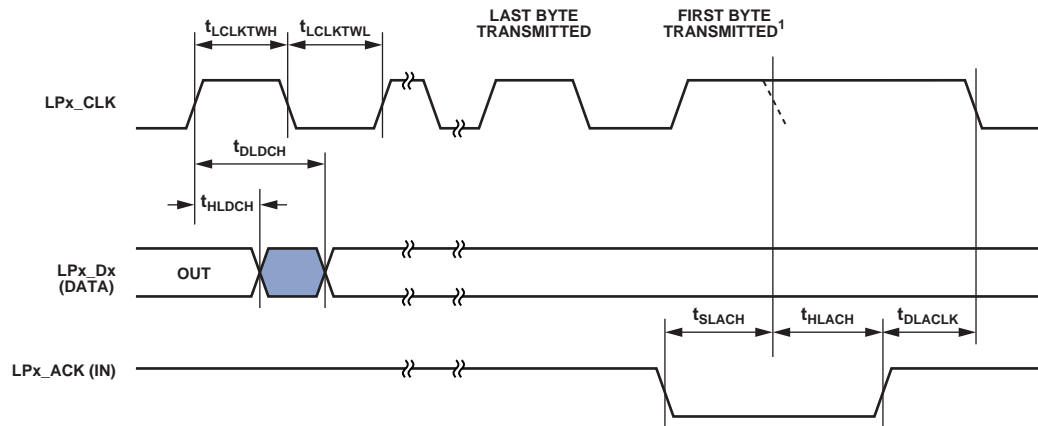 LAST BYTE
TRANSMITTED
FIRST BYTE
TRANSMITTED¹
tLCLKTWH
tLCLKTWL
LPx_CLK
tDLDCH
tHLDCH
LPx_Dx
(DATA)
OUT
tSLACH
tHLACH
tDLACLK
LPx_ACK (IN)